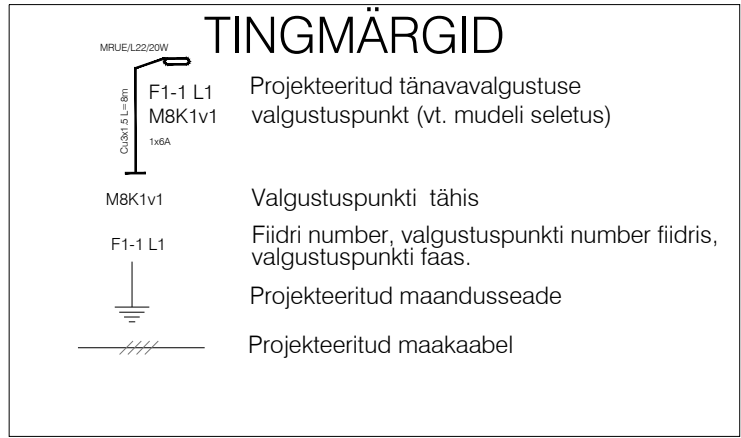 TINGMÄRGID
MRUE/L22/20W
Cu3x1.5 L=8m
F1-1 L1
M8K1v1
1x6A
Projekteeritud tänavavalgustuse
valgustuspunkt (vt. mudeli seletus)
M8K1v1
Valgustuspunkti tähis
F1-1 L1
Fiidri number, valgustuspunkti number fiidris,
valgustuspunkti faas.
Projekteeritud maandusseade
Projekteeritud maakaabel